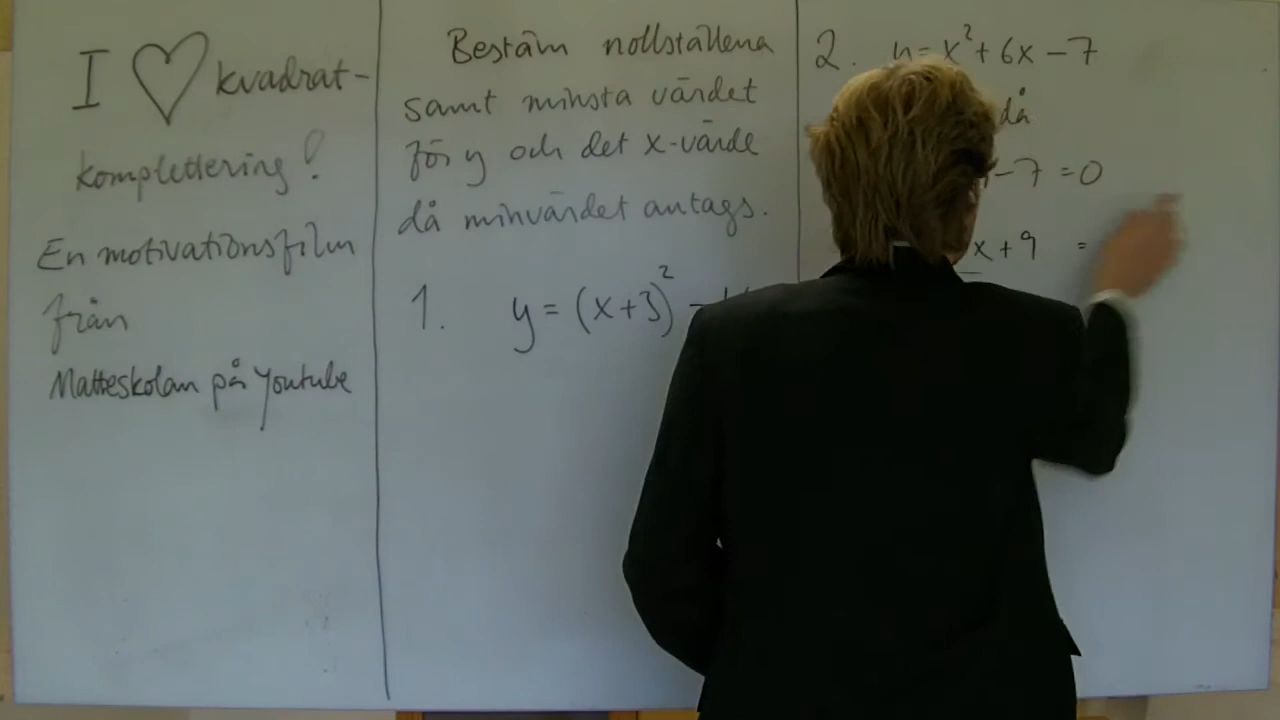 I ♡ kvadrat-
komplettering!
En motivationsfilm
från
Matteskolan på Youtube
Bestäm nollställena
samt minsta värdet
för y och det x-värde
då minvärdet antags.
1. y = (x+3)² -
2. y = x² + 6x - 7
då
- 7 = 0
x + 9 =